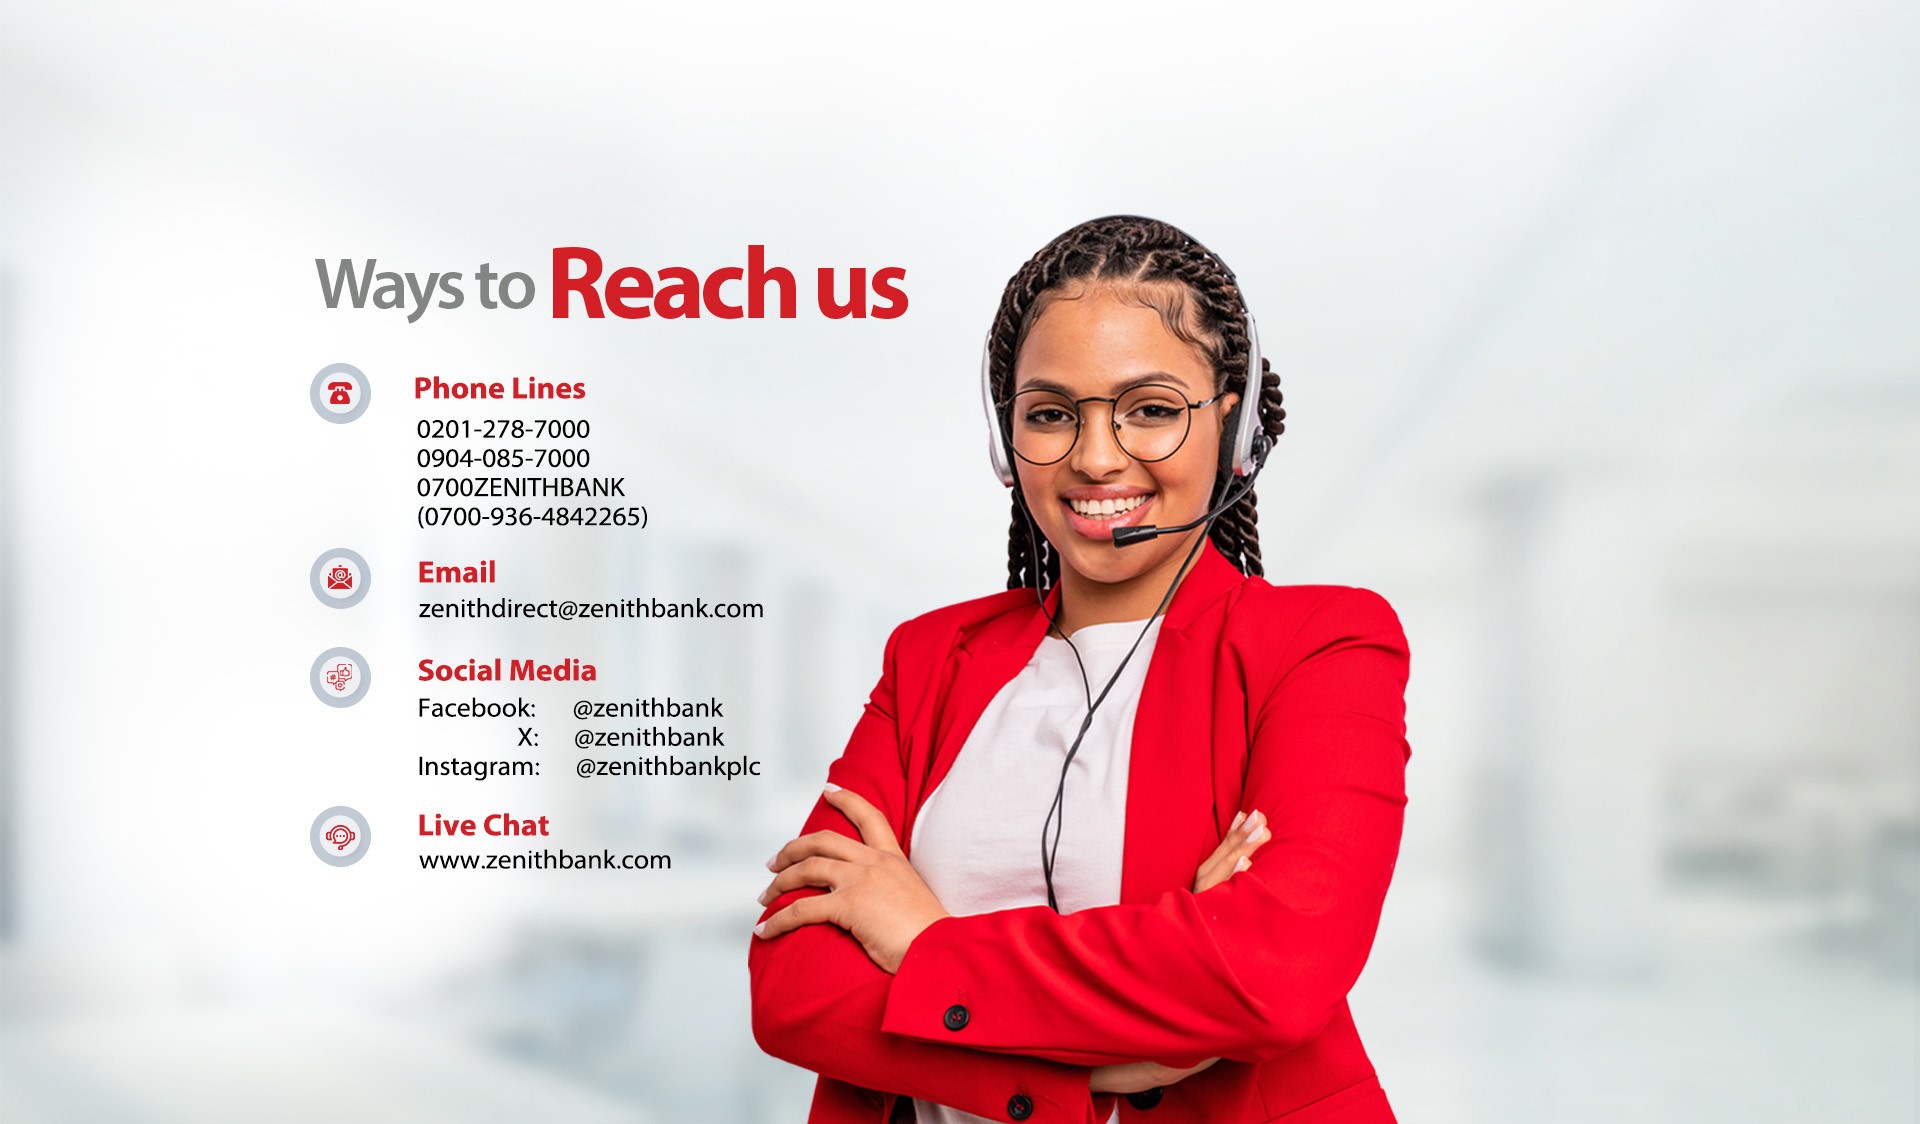 Ways to Reach us
Phone Lines
0201-278-7000
0904-085-7000
0700ZENITHBANK
(0700-936-4842265)
Email
zenithdirect@zenithbank.com
Social Media
Facebook: @zenithbank
X: @zenithbank
Instagram: @zenithbankplc
Live Chat
www.zenithbank.com